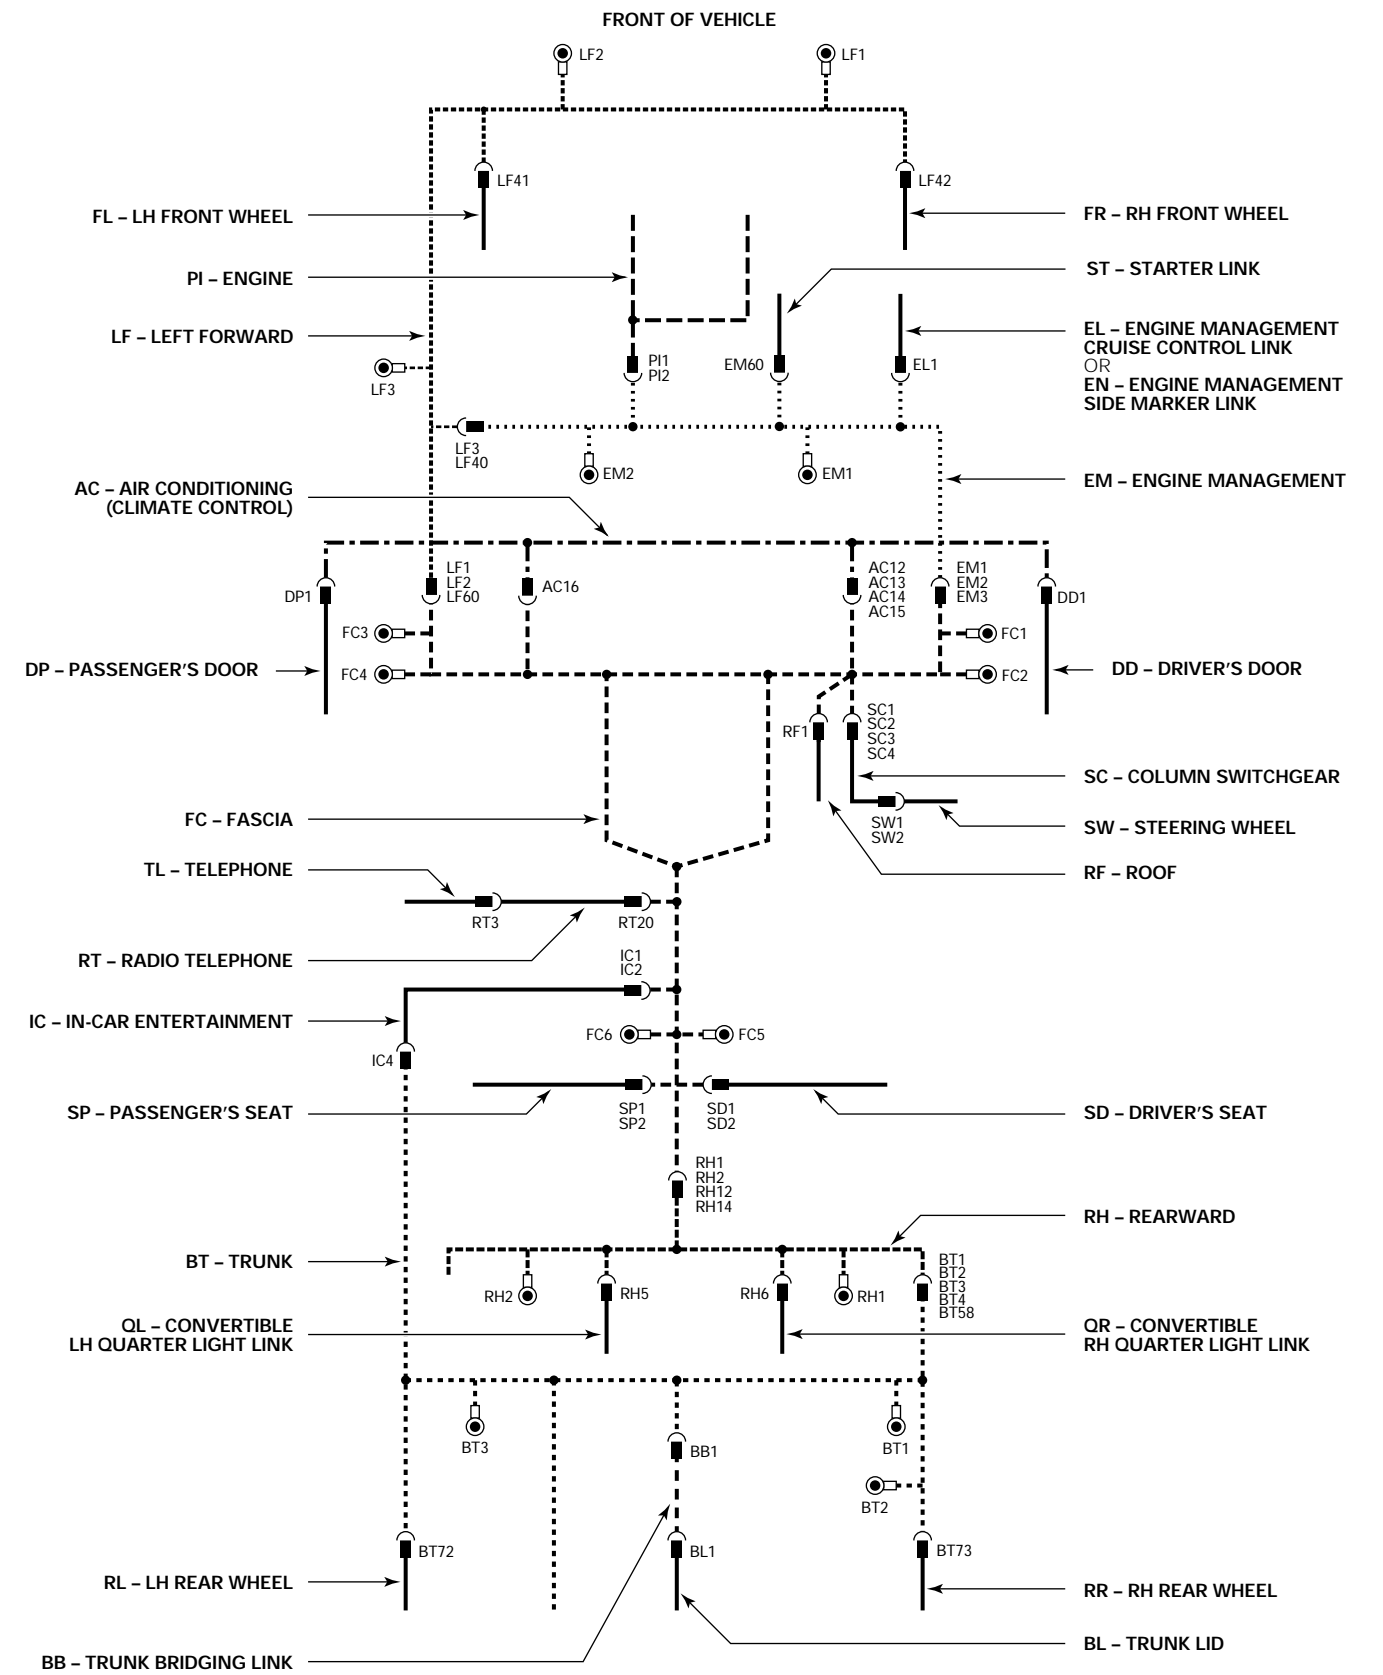 FRONT OF VEHICLE
LF2
LF1
LF41
LF42
FL – LH FRONT WHEEL
FR – RH FRONT WHEEL
PI – ENGINE
ST – STARTER LINK
LF – LEFT FORWARD
EL – ENGINE MANAGEMENT
CRUISE CONTROL LINK
OR
EN – ENGINE MANAGEMENT
SIDE MARKER LINK
PI1
PI2
EM60
EL1
LF3
LF3
LF40
EM2
EM1
EM – ENGINE MANAGEMENT
AC – AIR CONDITIONING
(CLIMATE CONTROL)
DP1
LF1
LF2
LF60
AC16
AC12
AC13
AC14
AC15
EM1
EM2
EM3
DD1
FC3
FC1
DP – PASSENGER'S DOOR
FC4
FC2
DD – DRIVER'S DOOR
RF1
SC1
SC2
SC3
SC4
SC – COLUMN SWITCHGEAR
FC – FASCIA
SW1
SW2
SW – STEERING WHEEL
TL – TELEPHONE
RF – ROOF
RT3
RT20
RT – RADIO TELEPHONE
IC1
IC2
IC – IN-CAR ENTERTAINMENT
FC6
FC5
IC4
SP – PASSENGER'S SEAT
SP1
SP2
SD1
SD2
SD – DRIVER'S SEAT
RH1
RH2
RH12
RH14
RH – REARWARD
BT – TRUNK
BT1
BT2
BT3
BT4
BT58
RH2
RH5
RH6
RH1
QL – CONVERTIBLE
LH QUARTER LIGHT LINK
QR – CONVERTIBLE
RH QUARTER LIGHT LINK
BT3
BB1
BT1
BT2
BT72
BL1
BT73
RL – LH REAR WHEEL
RR – RH REAR WHEEL
BL – TRUNK LID
BB – TRUNK BRIDGING LINK